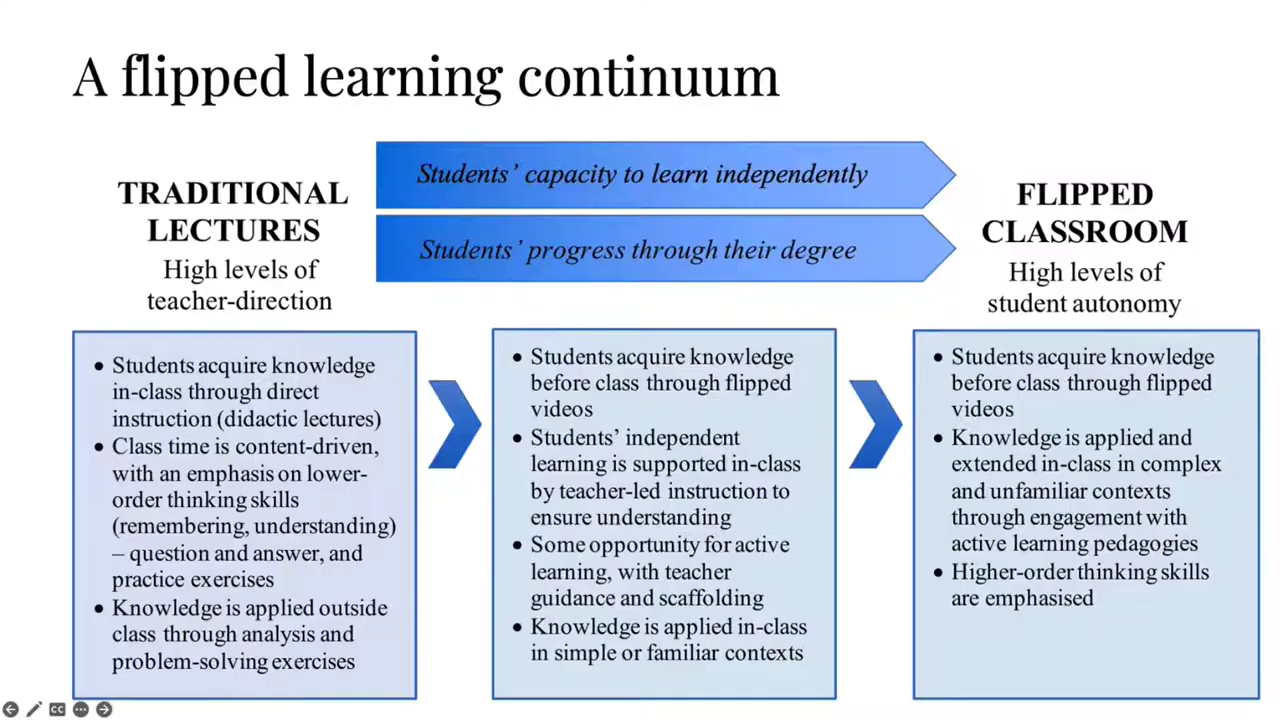 A flipped learning continuum
Students' capacity to learn independently
Students' progress through their degree
TRADITIONAL
LECTURES
High levels of
teacher-direction
FLIPPED
CLASSROOM
High levels of
student autonomy
• Students acquire knowledge
in-class through direct
instruction (didactic lectures)
• Class time is content-driven,
with an emphasis on lower-
order thinking skills
(remembering, understanding)
– question and answer, and
practice exercises
• Knowledge is applied outside
class through analysis and
problem-solving exercises
• Students acquire knowledge
before class through flipped
videos
• Students' independent
learning is supported in-class
by teacher-led instruction to
ensure understanding
• Some opportunity for active
learning, with teacher
guidance and scaffolding
• Knowledge is applied in-class
in simple or familiar contexts
• Students acquire knowledge
before class through flipped
videos
• Knowledge is applied and
extended in-class in complex
and unfamiliar contexts
through engagement with
active learning pedagogies
• Higher-order thinking skills
are emphasised
CC